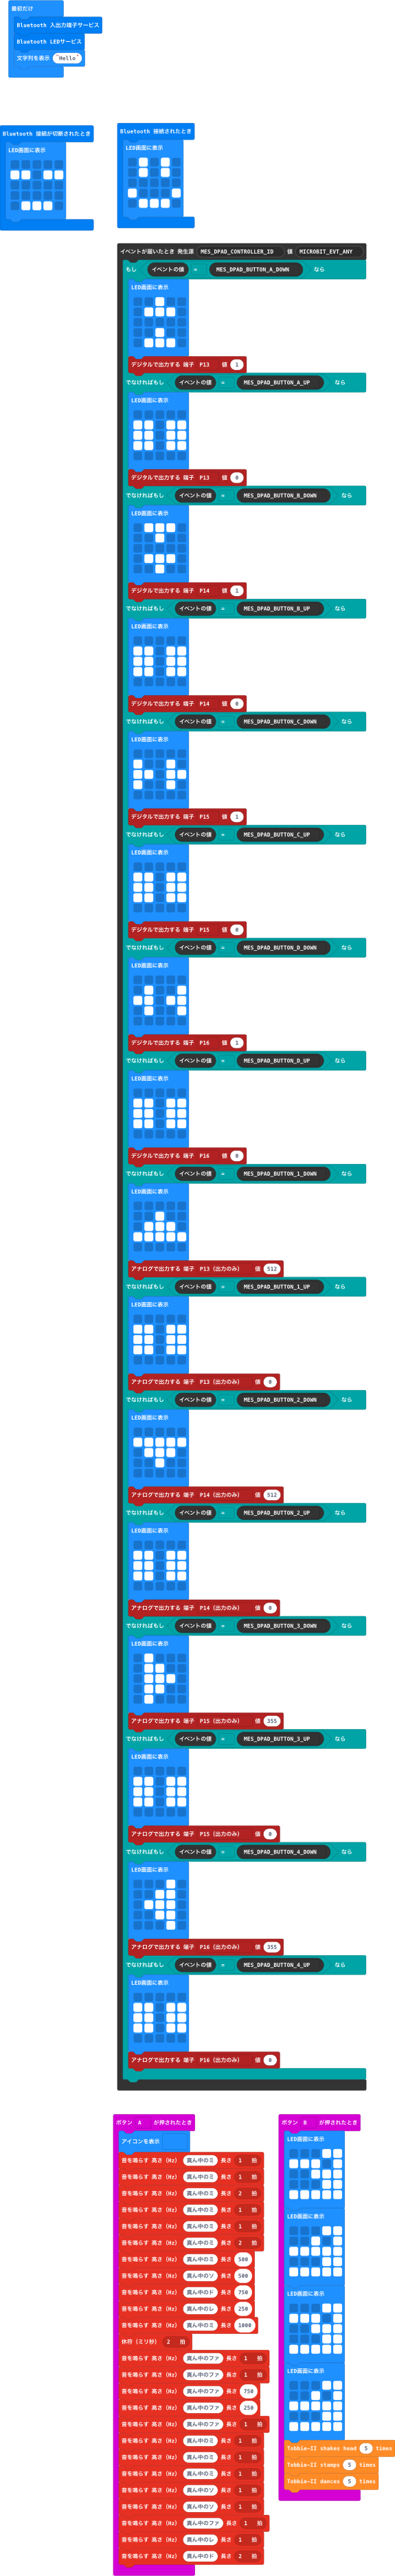 最初だけ
Bluetooth 入出力端子サービス
Bluetooth LEDサービス
文字列を表示 "Hello"
Bluetooth 接続が切断されたとき
LED画面に表示
Bluetooth 接続されたとき
LED画面に表示
イベントが届いたとき 発生源 MES_DPAD_CONTROLLER_ID 値 MICROBIT_EVT_ANY
もし イベントの値 = MES_DPAD_BUTTON_A_DOWN なら
LED画面に表示
デジタルで出力する 端子 P13 値 1
でなければもし イベントの値 = MES_DPAD_BUTTON_A_UP なら
LED画面に表示
デジタルで出力する 端子 P13 値 0
でなければもし イベントの値 = MES_DPAD_BUTTON_B_DOWN なら
LED画面に表示
デジタルで出力する 端子 P14 値 1
でなければもし イベントの値 = MES_DPAD_BUTTON_B_UP なら
LED画面に表示
デジタルで出力する 端子 P14 値 0
でなければもし イベントの値 = MES_DPAD_BUTTON_C_DOWN なら
LED画面に表示
デジタルで出力する 端子 P15 値 1
でなければもし イベントの値 = MES_DPAD_BUTTON_C_UP なら
LED画面に表示
デジタルで出力する 端子 P15 値 0
でなければもし イベントの値 = MES_DPAD_BUTTON_D_DOWN なら
LED画面に表示
デジタルで出力する 端子 P16 値 1
でなければもし イベントの値 = MES_DPAD_BUTTON_D_UP なら
LED画面に表示
デジタルで出力する 端子 P16 値 0
でなければもし イベントの値 = MES_DPAD_BUTTON_1_DOWN なら
LED画面に表示
アナログで出力する 端子 P13 (出力のみ) 値 512
でなければもし イベントの値 = MES_DPAD_BUTTON_1_UP なら
LED画面に表示
アナログで出力する 端子 P13 (出力のみ) 値 0
でなければもし イベントの値 = MES_DPAD_BUTTON_2_DOWN なら
LED画面に表示
アナログで出力する 端子 P14 (出力のみ) 値 512
でなければもし イベントの値 = MES_DPAD_BUTTON_2_UP なら
LED画面に表示
アナログで出力する 端子 P14 (出力のみ) 値 0
でなければもし イベントの値 = MES_DPAD_BUTTON_3_DOWN なら
LED画面に表示
アナログで出力する 端子 P15 (出力のみ) 値 355
でなければもし イベントの値 = MES_DPAD_BUTTON_3_UP なら
LED画面に表示
アナログで出力する 端子 P15 (出力のみ) 値 0
でなければもし イベントの値 = MES_DPAD_BUTTON_4_DOWN なら
LED画面に表示
アナログで出力する 端子 P16 (出力のみ) 値 355
でなければもし イベントの値 = MES_DPAD_BUTTON_4_UP なら
LED画面に表示
アナログで出力する 端子 P16 (出力のみ) 値 0
ボタン A が押されたとき
アイコンを表示
音を鳴らす 高さ (Hz) 真ん中のミ 長さ 1 拍
音を鳴らす 高さ (Hz) 真ん中のミ 長さ 1 拍
音を鳴らす 高さ (Hz) 真ん中のミ 長さ 2 拍
音を鳴らす 高さ (Hz) 真ん中のミ 長さ 1 拍
音を鳴らす 高さ (Hz) 真ん中のミ 長さ 1 拍
音を鳴らす 高さ (Hz) 真ん中のミ 長さ 2 拍
音を鳴らす 高さ (Hz) 真ん中のミ 長さ 500
音を鳴らす 高さ (Hz) 真ん中のソ 長さ 500
音を鳴らす 高さ (Hz) 真ん中のド 長さ 750
音を鳴らす 高さ (Hz) 真ん中のレ 長さ 250
音を鳴らす 高さ (Hz) 真ん中のミ 長さ 1000
休符 (ミリ秒) 2 拍
音を鳴らす 高さ (Hz) 真ん中のファ 長さ 1 拍
音を鳴らす 高さ (Hz) 真ん中のファ 長さ 1 拍
音を鳴らす 高さ (Hz) 真ん中のファ 長さ 750
音を鳴らす 高さ (Hz) 真ん中のファ 長さ 250
音を鳴らす 高さ (Hz) 真ん中のファ 長さ 1 拍
音を鳴らす 高さ (Hz) 真ん中のミ 長さ 1 拍
音を鳴らす 高さ (Hz) 真ん中のミ 長さ 1 拍
音を鳴らす 高さ (Hz) 真ん中のミ 長さ 1 拍
音を鳴らす 高さ (Hz) 真ん中のソ 長さ 1 拍
音を鳴らす 高さ (Hz) 真ん中のソ 長さ 1 拍
音を鳴らす 高さ (Hz) 真ん中のファ 長さ 1 拍
音を鳴らす 高さ (Hz) 真ん中のレ 長さ 1 拍
音を鳴らす 高さ (Hz) 真ん中のド 長さ 2 拍
ボタン B が押されたとき
LED画面に表示
LED画面に表示
LED画面に表示
LED画面に表示
Tobbie-II shakes head 5 times
Tobbie-II stamps 5 times
Tobbie-II dances 5 times